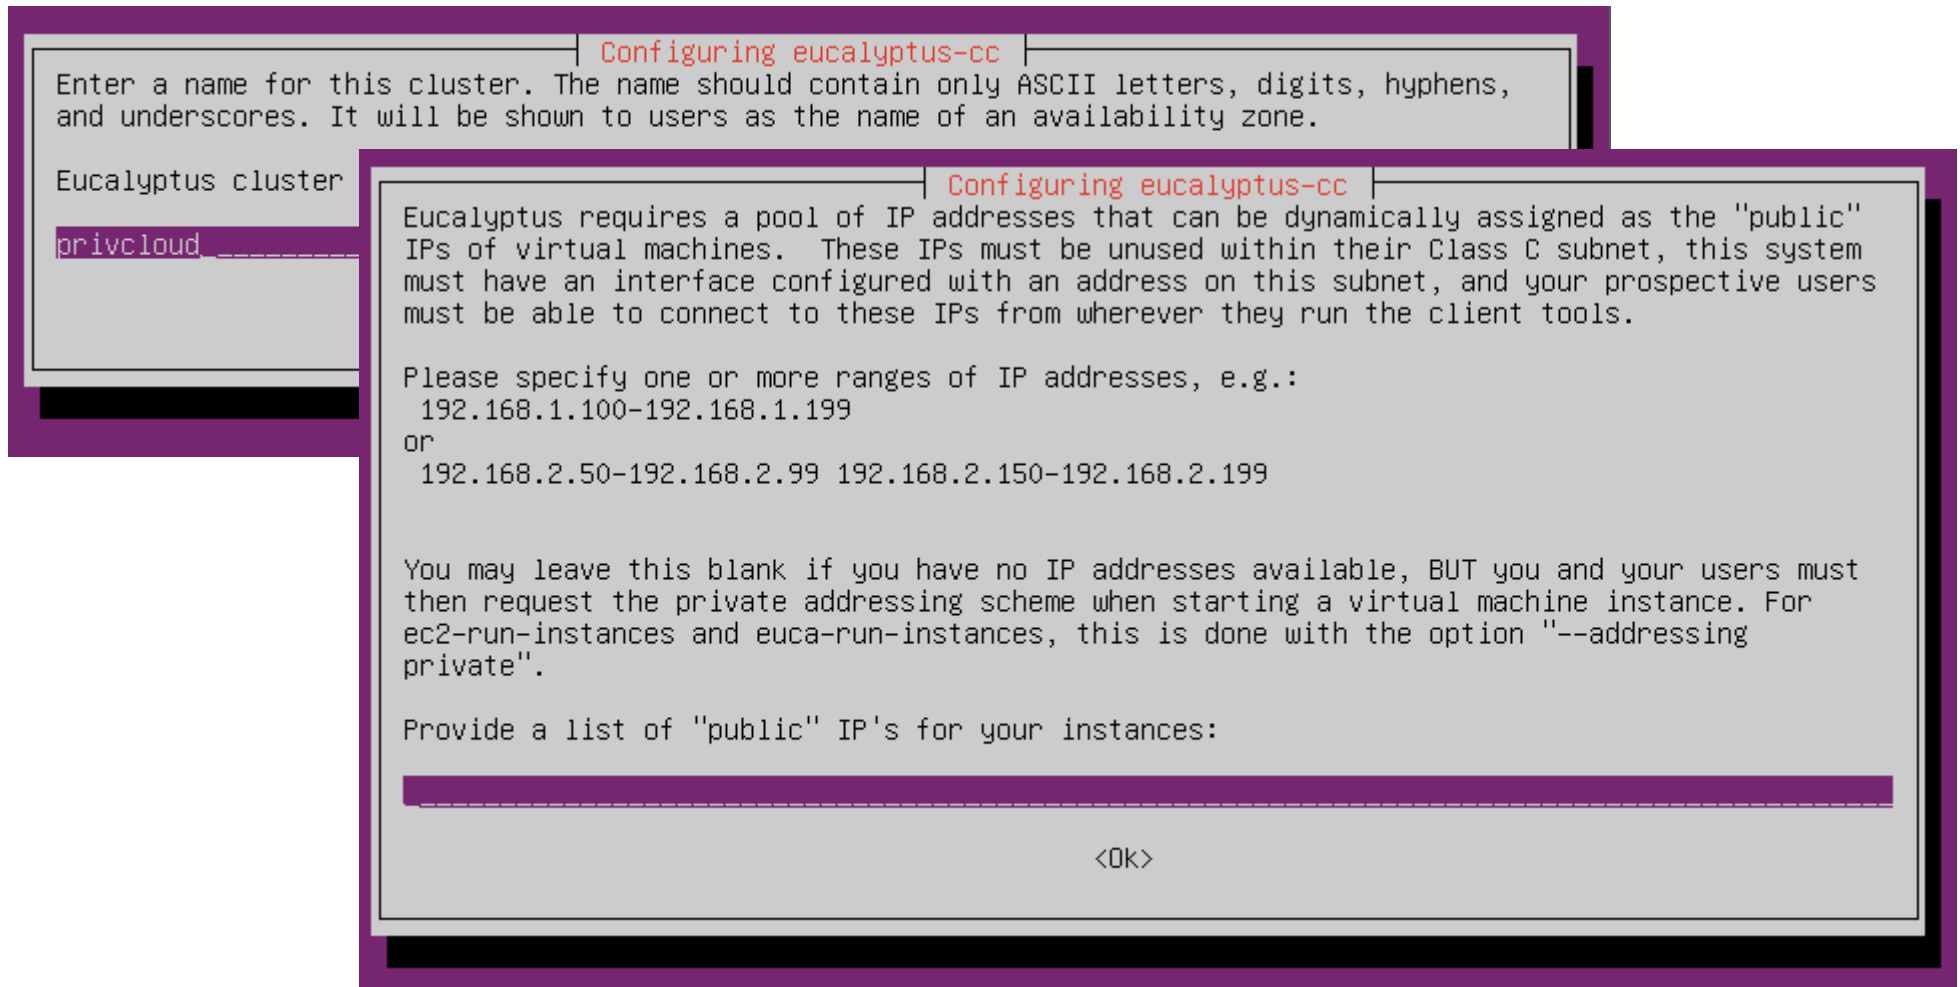 Configuring eucalyptus-cc
Enter a name for this cluster. The name should contain only ASCII letters, digits, hyphens,
and underscores. It will be shown to users as the name of an availability zone.
Eucalyptus cluster
privcloud
Configuring eucalyptus-cc
Eucalyptus requires a pool of IP addresses that can be dynamically assigned as the "public"
IPs of virtual machines.  These IPs must be unused within their Class C subnet, this system
must have an interface configured with an address on this subnet, and your prospective users
must be able to connect to these IPs from wherever they run the client tools.
Please specify one or more ranges of IP addresses, e.g.:
192.168.1.100-192.168.1.199
or
192.168.2.50-192.168.2.99 192.168.2.150-192.168.2.199
You may leave this blank if you have no IP addresses available, BUT you and your users must
then request the private addressing scheme when starting a virtual machine instance. For
ec2-run-instances and euca-run-instances, this is done with the option "--addressing
private".
Provide a list of "public" IP's for your instances:
<Ok>